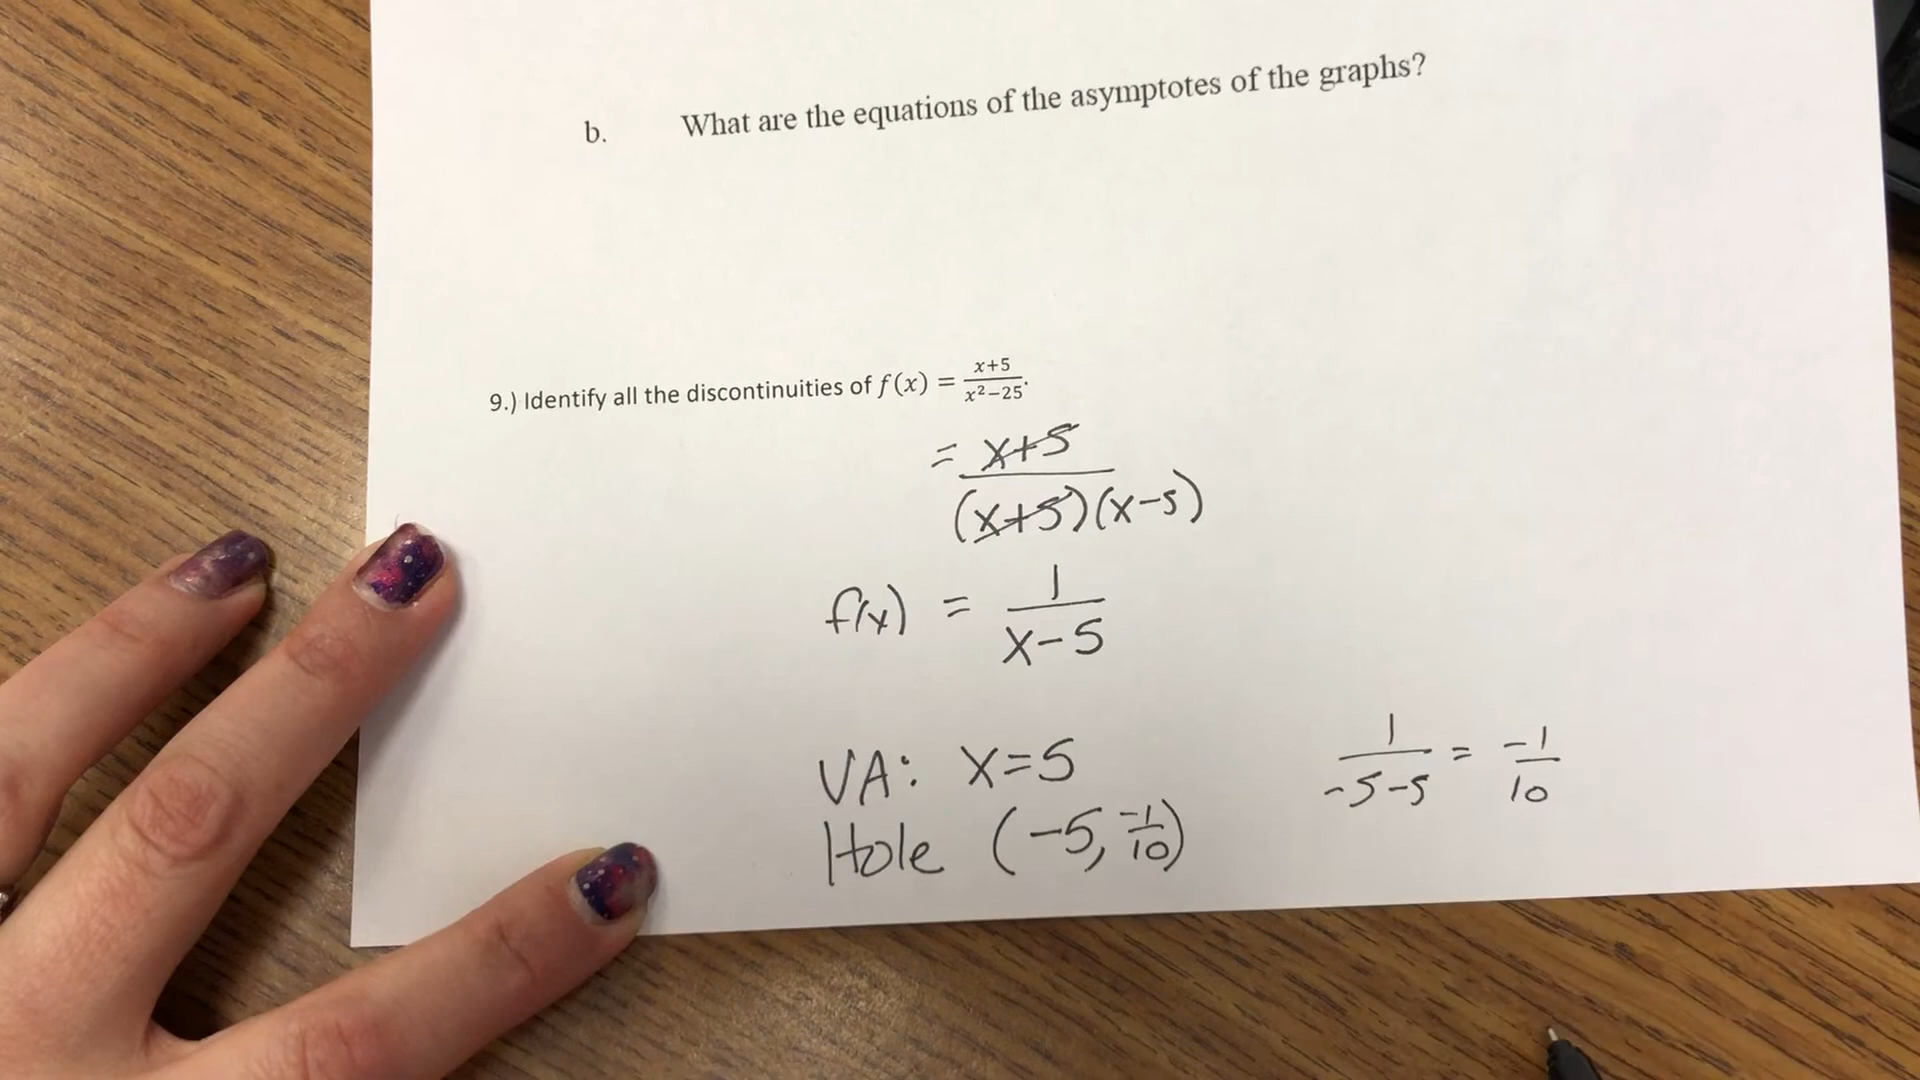 b. What are the equations of the asymptotes of the graphs?
9.) Identify all the discontinuities of f(x) = x+5 / x²−25.
= x+5 / (x+5)(x−5)
f(x) = 1 / x−5
VA: x=5
1 / −5−5 = −1 / 10
Hole (−5, −1/10)